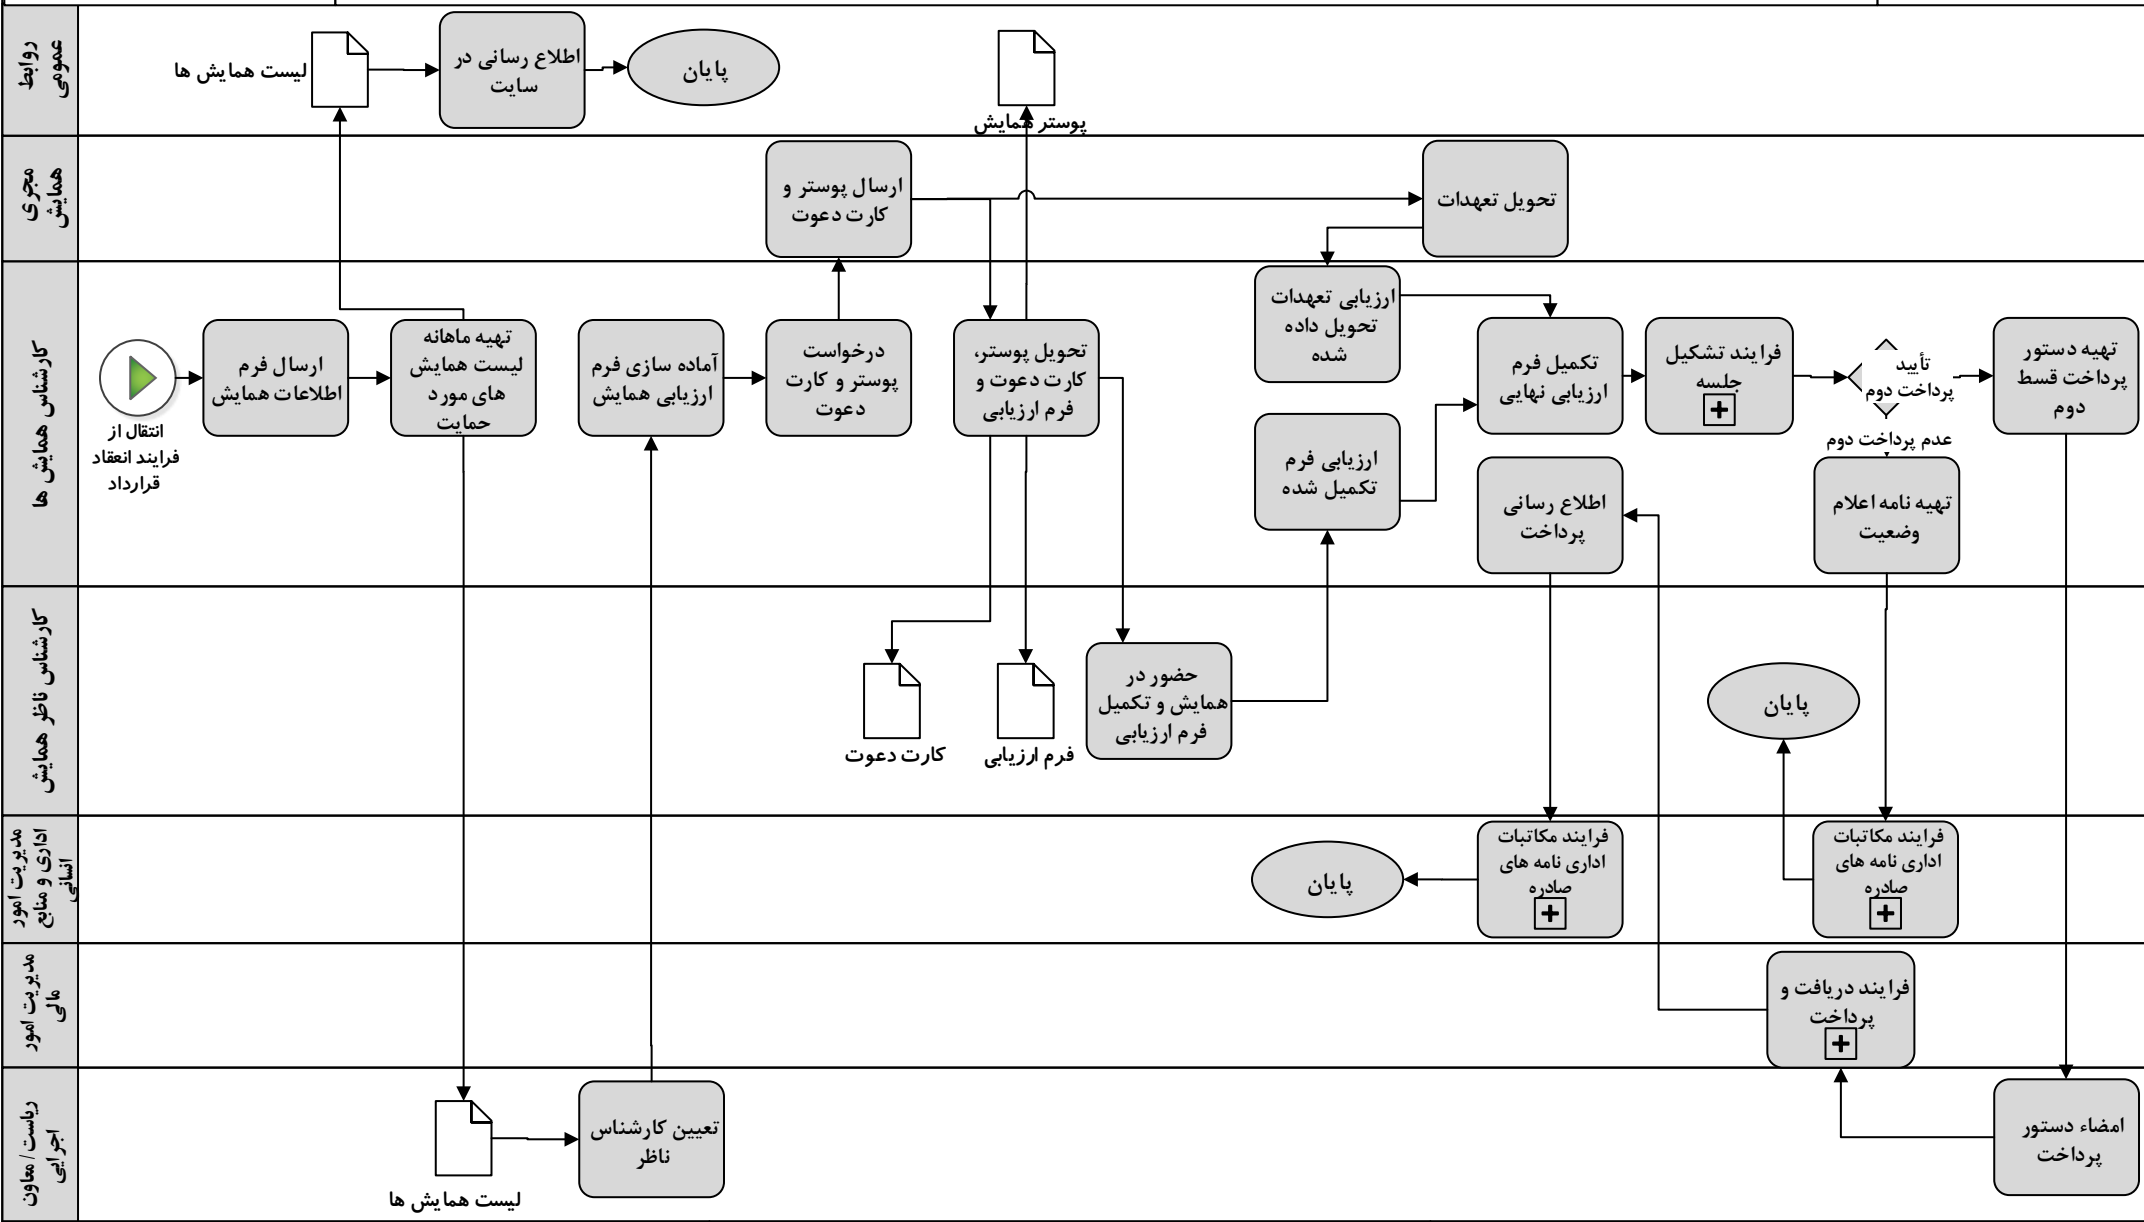 روابط
عمومی
لیست همایش ها
اطلاع رسانی در
سایت
پایان
پوستر همایش
مجری
همایش
ارسال پوستر و
کارت دعوت
تحویل تعهدات
کارشناس همایش ها
انتقال از
فرایند انعقاد
قرارداد
ارسال فرم
اطلاعات همایش
تهیه ماهانه
لیست همایش
های مورد
حمایت
آماده سازی فرم
ارزیابی همایش
درخواست
پوستر و کارت
دعوت
تحویل پوستر،
کارت دعوت و
فرم ارزیابی
ارزیابی تعهدات
تحویل داده
شده
ارزیابی فرم
تکمیل شده
تکمیل فرم
ارزیابی نهایی
فرایند تشکیل
جلسه
تأیید
پرداخت دوم
عدم پرداخت دوم
تهیه دستور
پرداخت قسط
دوم
اطلاع رسانی
پرداخت
تهیه نامه اعلام
وضعیت
کارشناس ناظر همایش
کارت دعوت
فرم ارزیابی
حضور در
همایش و تکمیل
فرم ارزیابی
پایان
مدیریت امور
اداری و منابع
انسانی
پایان
فرایند مکاتبات
اداری نامه های
صادره
فرایند مکاتبات
اداری نامه های
صادره
مدیریت امور
مالی
فرایند دریافت و
پرداخت
ریاست/معاون
اجرایی
لیست همایش ها
تعیین کارشناس
ناظر
امضاء دستور
پرداخت